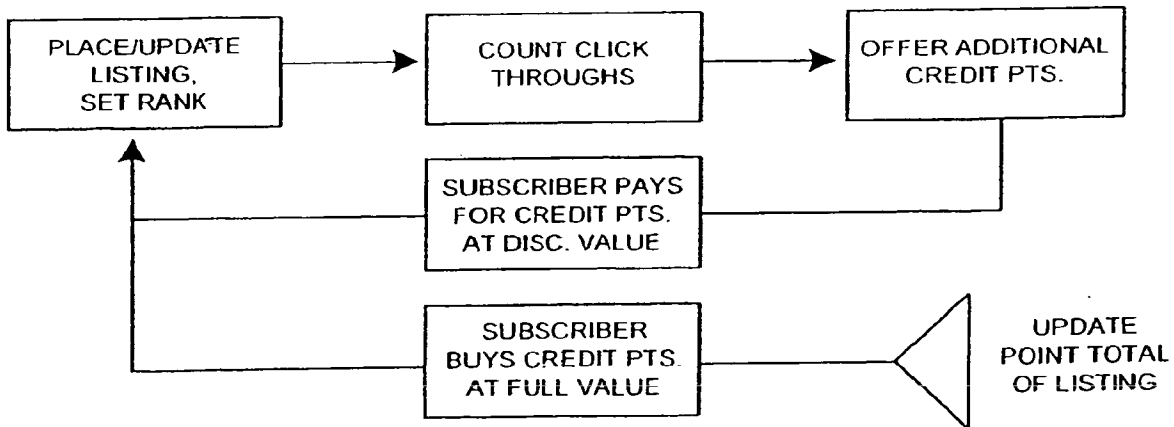 PLACE/UPDATE
LISTING,
SET RANK
COUNT CLICK
THROUGHS
OFFER ADDITIONAL
CREDIT PTS.
SUBSCRIBER PAYS
FOR CREDIT PTS.
AT DISC. VALUE
SUBSCRIBER
BUYS CREDIT PTS.
AT FULL VALUE
UPDATE
POINT TOTAL
OF LISTING